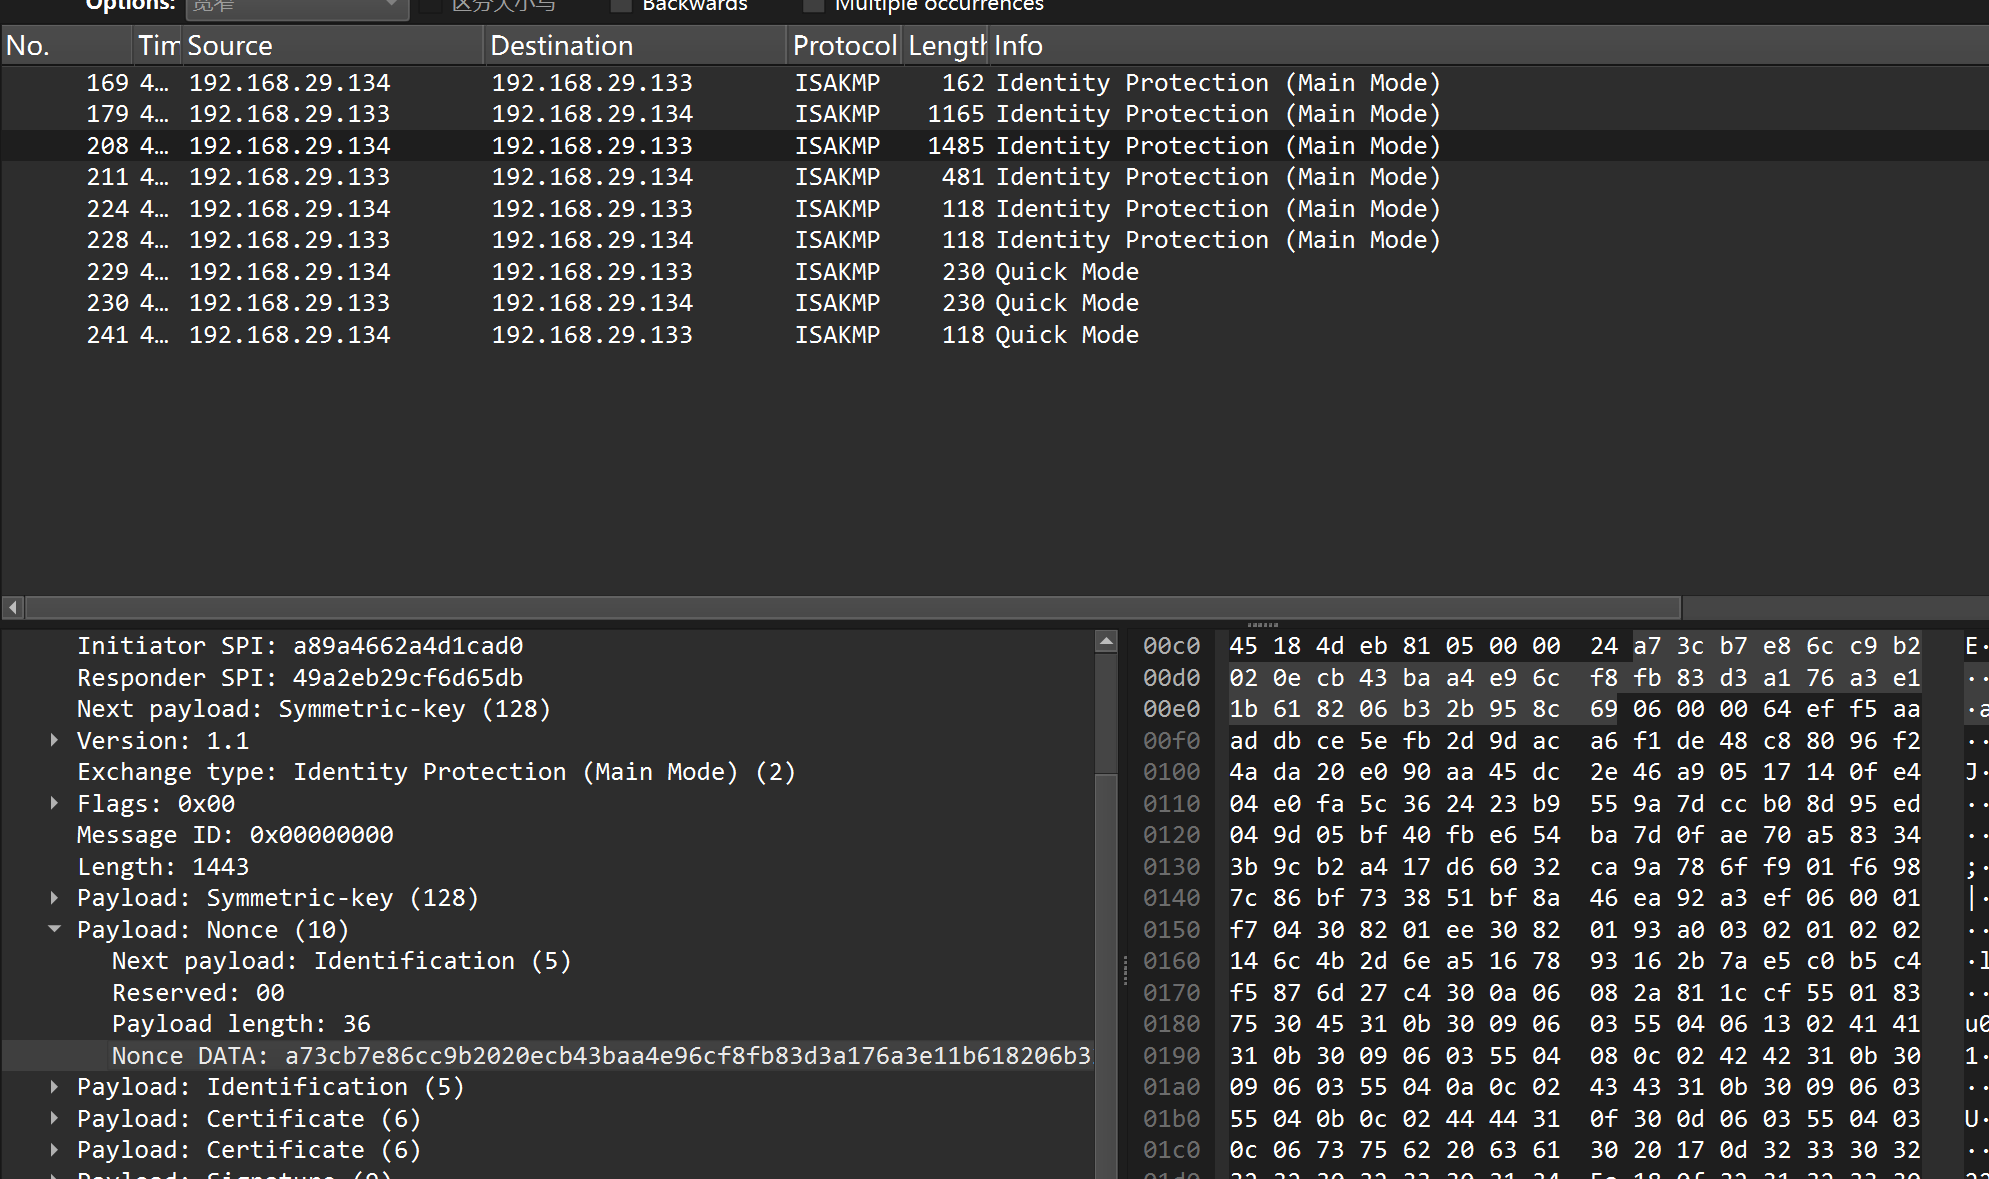 Options: 宽窄 区分大小写 Backwards Multiple occurrences
No. Tim Source Destination Protocol Length Info
169 4… 192.168.29.134 192.168.29.133 ISAKMP 162 Identity Protection (Main Mode)
179 4… 192.168.29.133 192.168.29.134 ISAKMP 1165 Identity Protection (Main Mode)
208 4… 192.168.29.134 192.168.29.133 ISAKMP 1485 Identity Protection (Main Mode)
211 4… 192.168.29.133 192.168.29.134 ISAKMP 481 Identity Protection (Main Mode)
224 4… 192.168.29.134 192.168.29.133 ISAKMP 118 Identity Protection (Main Mode)
228 4… 192.168.29.133 192.168.29.134 ISAKMP 118 Identity Protection (Main Mode)
229 4… 192.168.29.134 192.168.29.133 ISAKMP 230 Quick Mode
230 4… 192.168.29.133 192.168.29.134 ISAKMP 230 Quick Mode
241 4… 192.168.29.134 192.168.29.133 ISAKMP 118 Quick Mode
Initiator SPI: a89a4662a4d1cad0
Responder SPI: 49a2eb29cf6d65db
Next payload: Symmetric-key (128)
Version: 1.1
Exchange type: Identity Protection (Main Mode) (2)
Flags: 0x00
Message ID: 0x00000000
Length: 1443
Payload: Symmetric-key (128)
Payload: Nonce (10)
Next payload: Identification (5)
Reserved: 00
Payload length: 36
Nonce DATA: a73cb7e86cc9b2020ecb43baa4e96cf8fb83d3a176a3e11b618206b3
Payload: Identification (5)
Payload: Certificate (6)
Payload: Certificate (6)
Payload: Signature (9)
00c0 45 18 4d eb 81 05 00 00 24 a7 3c b7 e8 6c c9 b2 E·
00d0 02 0e cb 43 ba a4 e9 6c f8 fb 83 d3 a1 76 a3 e1 ··
00e0 1b 61 82 06 b3 2b 95 8c 69 06 00 00 64 ef f5 aa ·a
00f0 ad db ce 5e fb 2d 9d ac a6 f1 de 48 c8 80 96 f2 ··
0100 4a da 20 e0 90 aa 45 dc 2e 46 a9 05 17 14 0f e4 J·
0110 04 e0 fa 5c 36 24 23 b9 55 9a 7d cc b0 8d 95 ed ··
0120 04 9d 05 bf 40 fb e6 54 ba 7d 0f ae 70 a5 83 34 ··
0130 3b 9c b2 a4 17 d6 60 32 ca 9a 78 6f f9 01 f6 98 ;·
0140 7c 86 bf 73 38 51 bf 8a 46 ea 92 a3 ef 06 00 01 |·
0150 f7 04 30 82 01 ee 30 82 01 93 a0 03 02 01 02 02 ··
0160 14 6c 4b 2d 6e a5 16 78 93 16 2b 7a e5 c0 b5 c4 ·l
0170 f5 87 6d 27 c4 30 0a 06 08 2a 81 1c cf 55 01 83 ··
0180 75 30 45 31 0b 30 09 06 03 55 04 06 13 02 41 41 u0
0190 31 0b 30 09 06 03 55 04 08 0c 02 42 42 31 0b 30 1·
01a0 09 06 03 55 04 0a 0c 02 43 43 31 0b 30 09 06 03 ··
01b0 55 04 0b 0c 02 44 44 31 0f 30 0d 06 03 55 04 03 U·
01c0 0c 06 73 75 62 20 63 61 30 20 17 0d 32 33 30 32 ··